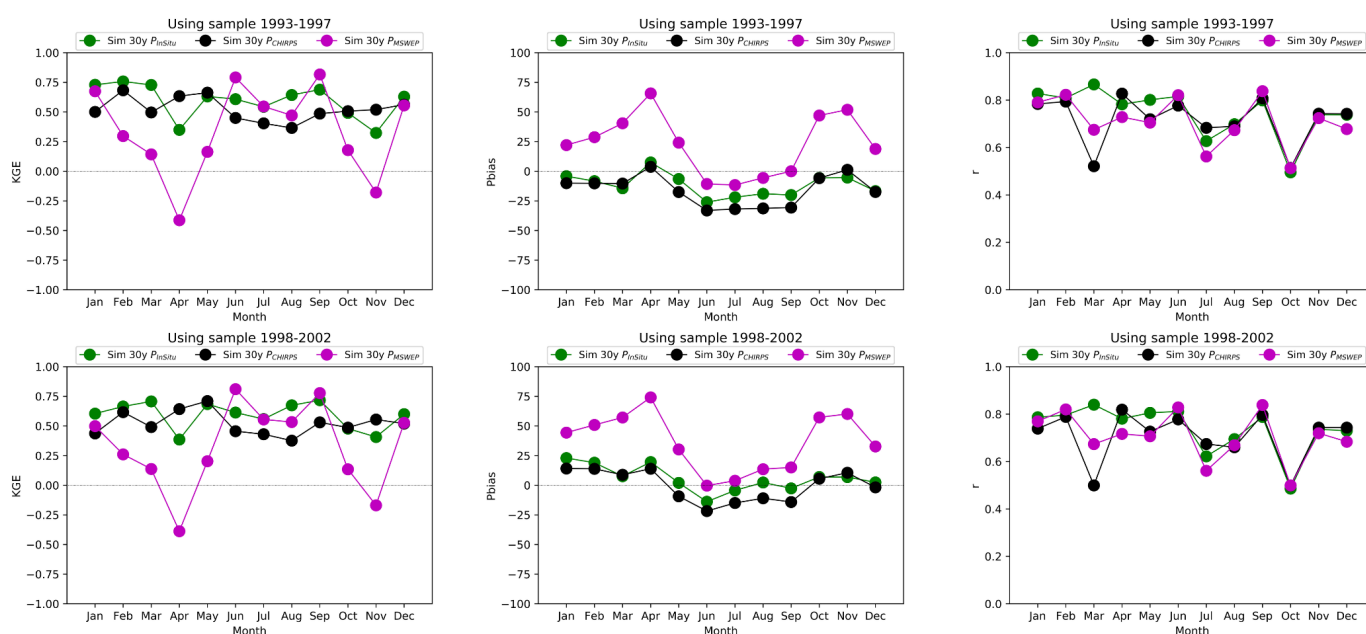 Using sample 1993-1997
Sim 30y P_InSitu Sim 30y P_CHIRPS Sim 30y P_MSWEP
1.00
0.75
0.50
0.25
0.00
−0.25
−0.50
−0.75
−1.00
KGE
Jan Feb Mar Apr May Jun Jul Aug Sep Oct Nov Dec
Month
Using sample 1993-1997
Sim 30y P_InSitu Sim 30y P_CHIRPS Sim 30y P_MSWEP
100
75
50
25
0
−25
−50
−75
−100
Pbias
Jan Feb Mar Apr May Jun Jul Aug Sep Oct Nov Dec
Month
Using sample 1993-1997
Sim 30y P_InSitu Sim 30y P_CHIRPS Sim 30y P_MSWEP
1.0
0.8
0.6
0.4
0.2
0.0
r
Jan Feb Mar Apr May Jun Jul Aug Sep Oct Nov Dec
Month
Using sample 1998-2002
Sim 30y P_InSitu Sim 30y P_CHIRPS Sim 30y P_MSWEP
1.00
0.75
0.50
0.25
0.00
−0.25
−0.50
−0.75
−1.00
KGE
Jan Feb Mar Apr May Jun Jul Aug Sep Oct Nov Dec
Month
Using sample 1998-2002
Sim 30y P_InSitu Sim 30y P_CHIRPS Sim 30y P_MSWEP
100
75
50
25
0
−25
−50
−75
−100
Pbias
Jan Feb Mar Apr May Jun Jul Aug Sep Oct Nov Dec
Month
Using sample 1998-2002
Sim 30y P_InSitu Sim 30y P_CHIRPS Sim 30y P_MSWEP
1.0
0.8
0.6
0.4
0.2
0.0
r
Jan Feb Mar Apr May Jun Jul Aug Sep Oct Nov Dec
Month